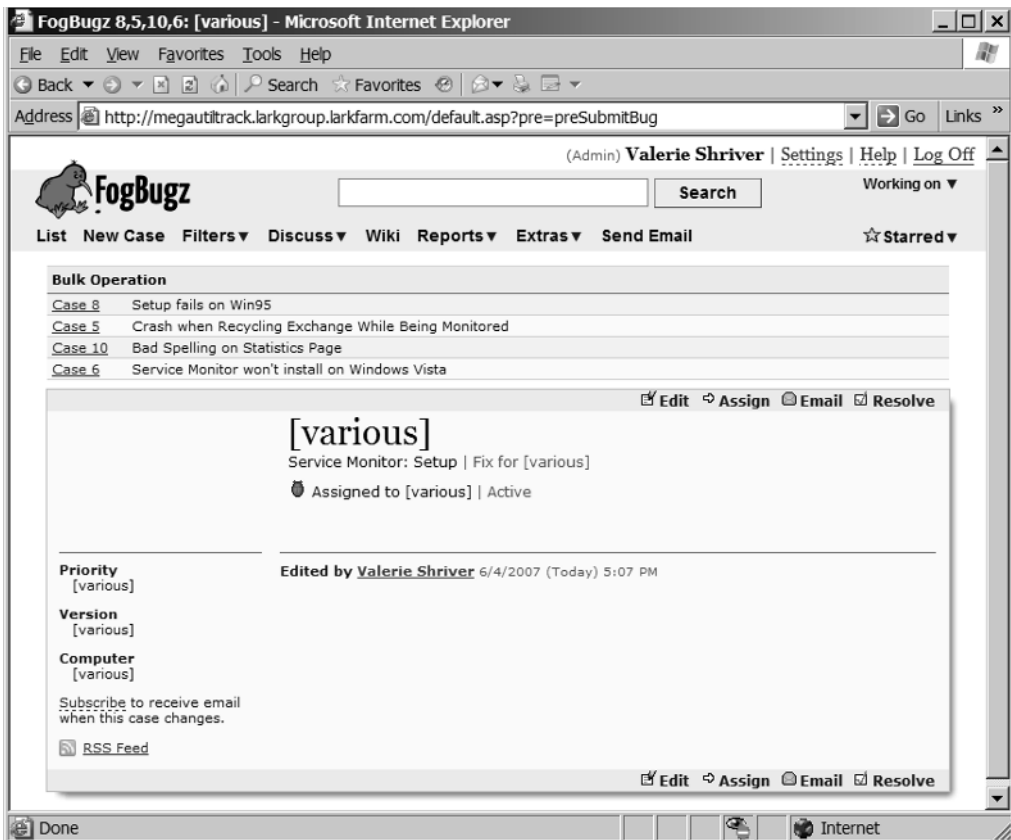 FogBugz 8,5,10,6: [various] - Microsoft Internet Explorer
File Edit View Favorites Tools Help
Back Search Favorites
Address http://megautiltrack.larkgroup.larkfarm.com/default.asp?pre=preSubmitBug Go Links »
(Admin) Valerie Shriver | Settings | Help | Log Off
FogBugz Search Working on ▼
List New Case Filters▼ Discuss▼ Wiki Reports▼ Extras▼ Send Email ☆Starred▼
Bulk Operation
Case 8 Setup fails on Win95
Case 5 Crash when Recycling Exchange While Being Monitored
Case 10 Bad Spelling on Statistics Page
Case 6 Service Monitor won't install on Windows Vista
Edit Assign Email Resolve
[various]
Service Monitor: Setup | Fix for [various]
Assigned to [various] | Active
Priority
[various]
Edited by Valerie Shriver 6/4/2007 (Today) 5:07 PM
Version
[various]
Computer
[various]
Subscribe to receive email
when this case changes.
RSS Feed
Edit Assign Email Resolve
Done Internet